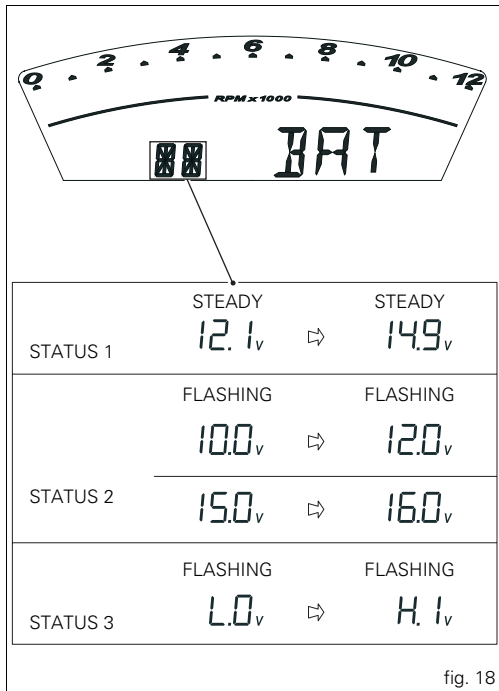 0 2 4 6 8 10 12
RPM x 1000
88 BAT
STEADY STEADY
12.1v ⇨ 14.9v
STATUS 1
FLASHING FLASHING
10.0v ⇨ 12.0v
STATUS 2
15.0v ⇨ 16.0v
FLASHING FLASHING
L.0v ⇨ H.1v
STATUS 3
fig. 18